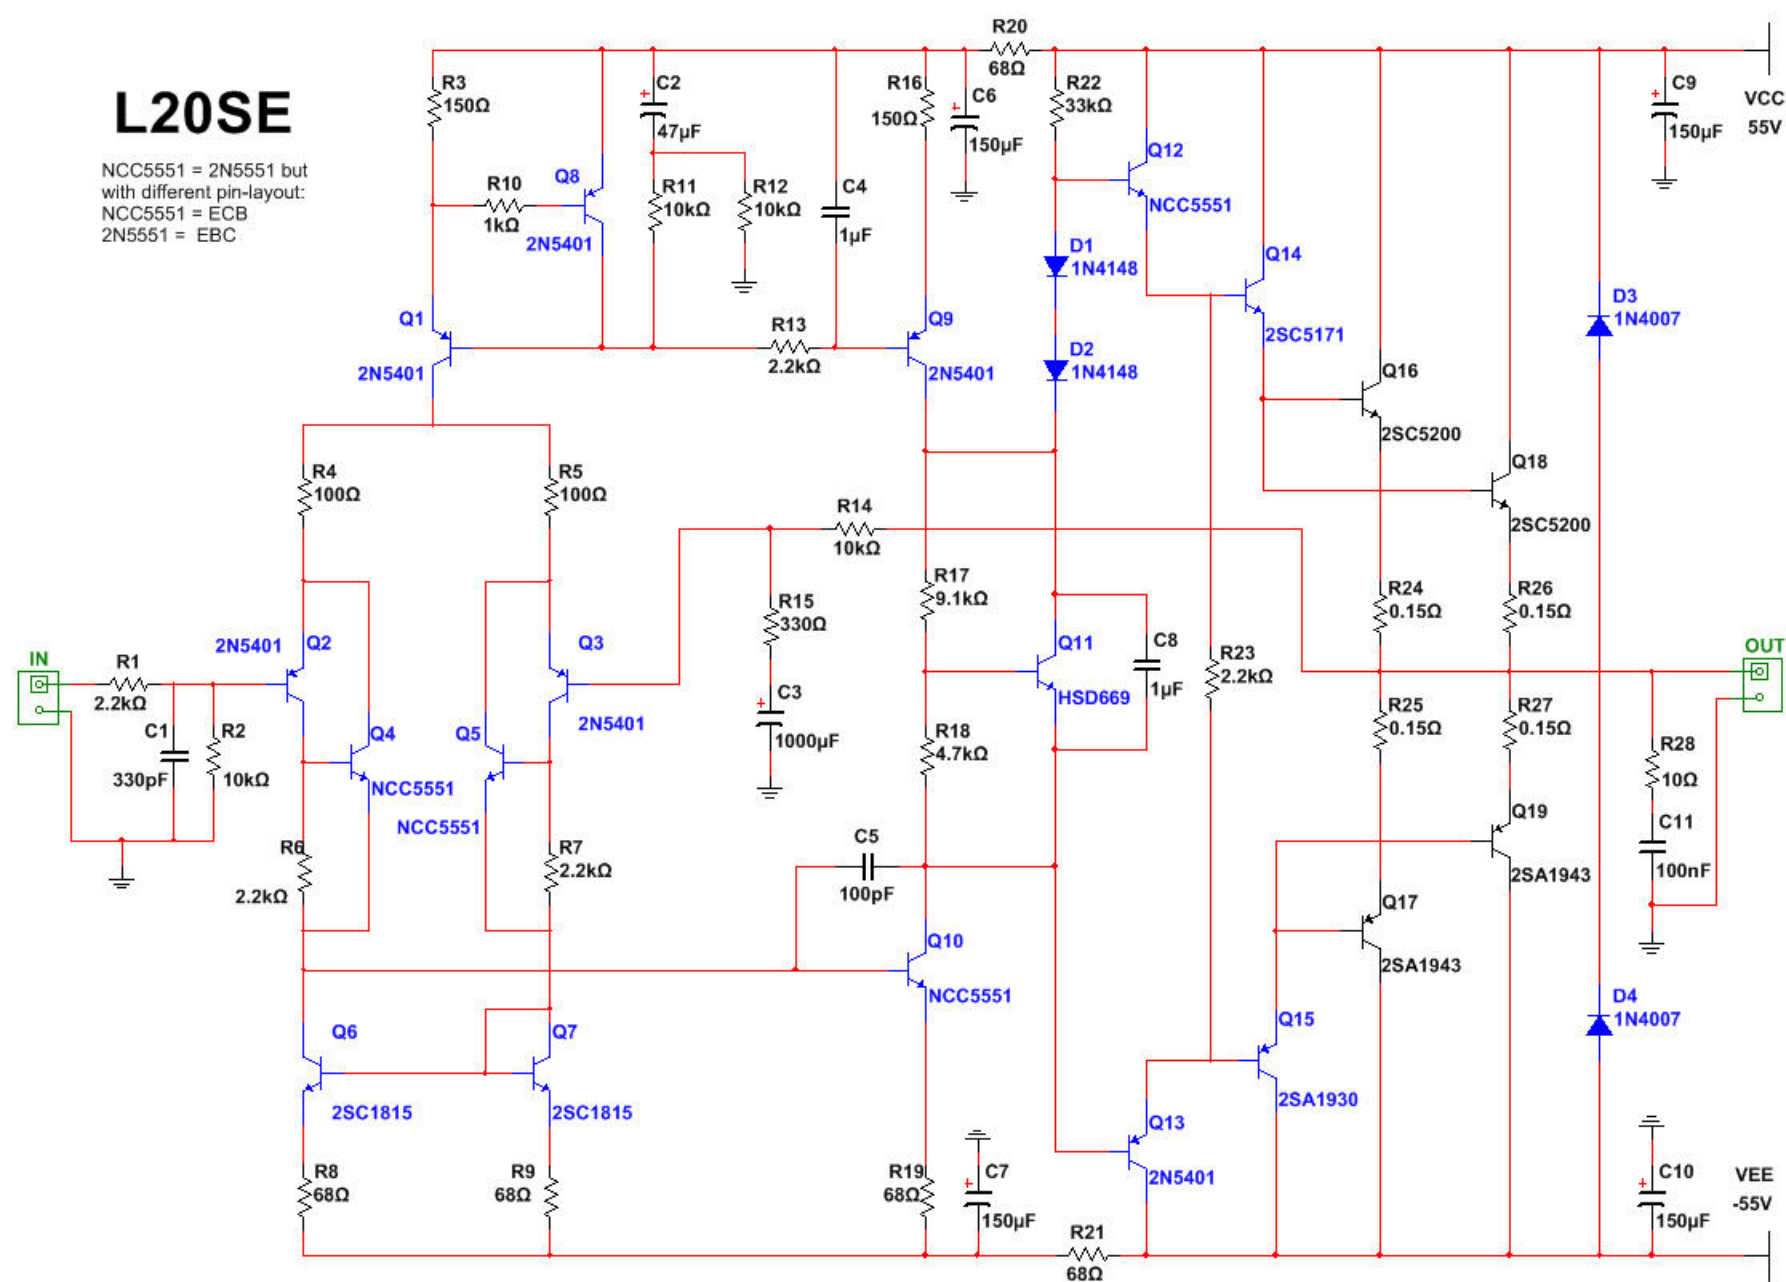 L20SE
NCC5551 = 2N5551 but
with different pin-layout:
NCC5551 = ECB
2N5551 = EBC
R20
68Ω
R3
150Ω
C2
+
47µF
R16
150Ω
C6
+
150µF
R22
33kΩ
C9
+
150µF
VCC
55V
Q12
NCC5551
Q8
2N5401
R10
1kΩ
R11
10kΩ
R12
10kΩ
C4
1µF
D1
1N4148
Q14
2SC5171
D3
1N4007
Q1
2N5401
R13
2.2kΩ
Q9
2N5401
D2
1N4148
Q16
2SC5200
R4
100Ω
R5
100Ω
Q18
2SC5200
R14
10kΩ
R17
9.1kΩ
R15
330Ω
R24
0.15Ω
R26
0.15Ω
IN
R1
2.2kΩ
2N5401
Q2
Q3
2N5401
Q11
HSD669
C8
1µF
R23
2.2kΩ
OUT
C1
330pF
R2
10kΩ
Q4
NCC5551
Q5
NCC5551
C3
+
1000µF
R18
4.7kΩ
R25
0.15Ω
R27
0.15Ω
R28
10Ω
R6
2.2kΩ
R7
2.2kΩ
C5
100pF
Q19
2SA1943
C11
100nF
Q17
2SA1943
Q10
NCC5551
Q6
2SC1815
Q7
2SC1815
Q15
2SA1930
D4
1N4007
Q13
2N5401
R8
68Ω
R9
68Ω
R19
68Ω
C7
+
150µF
C10
+
150µF
VEE
-55V
R21
68Ω